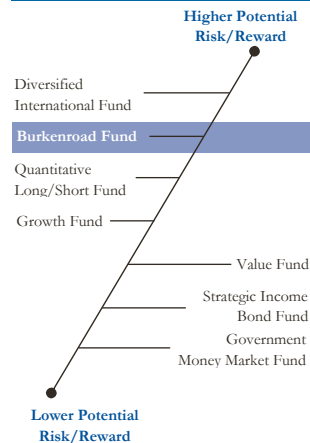 Higher Potential
Risk/Reward
Diversified
International Fund
Burkenroad Fund
Quantitative
Long/Short Fund
Growth Fund
Value Fund
Strategic Income
Bond Fund
Government
Money Market Fund
Lower Potential
Risk/Reward